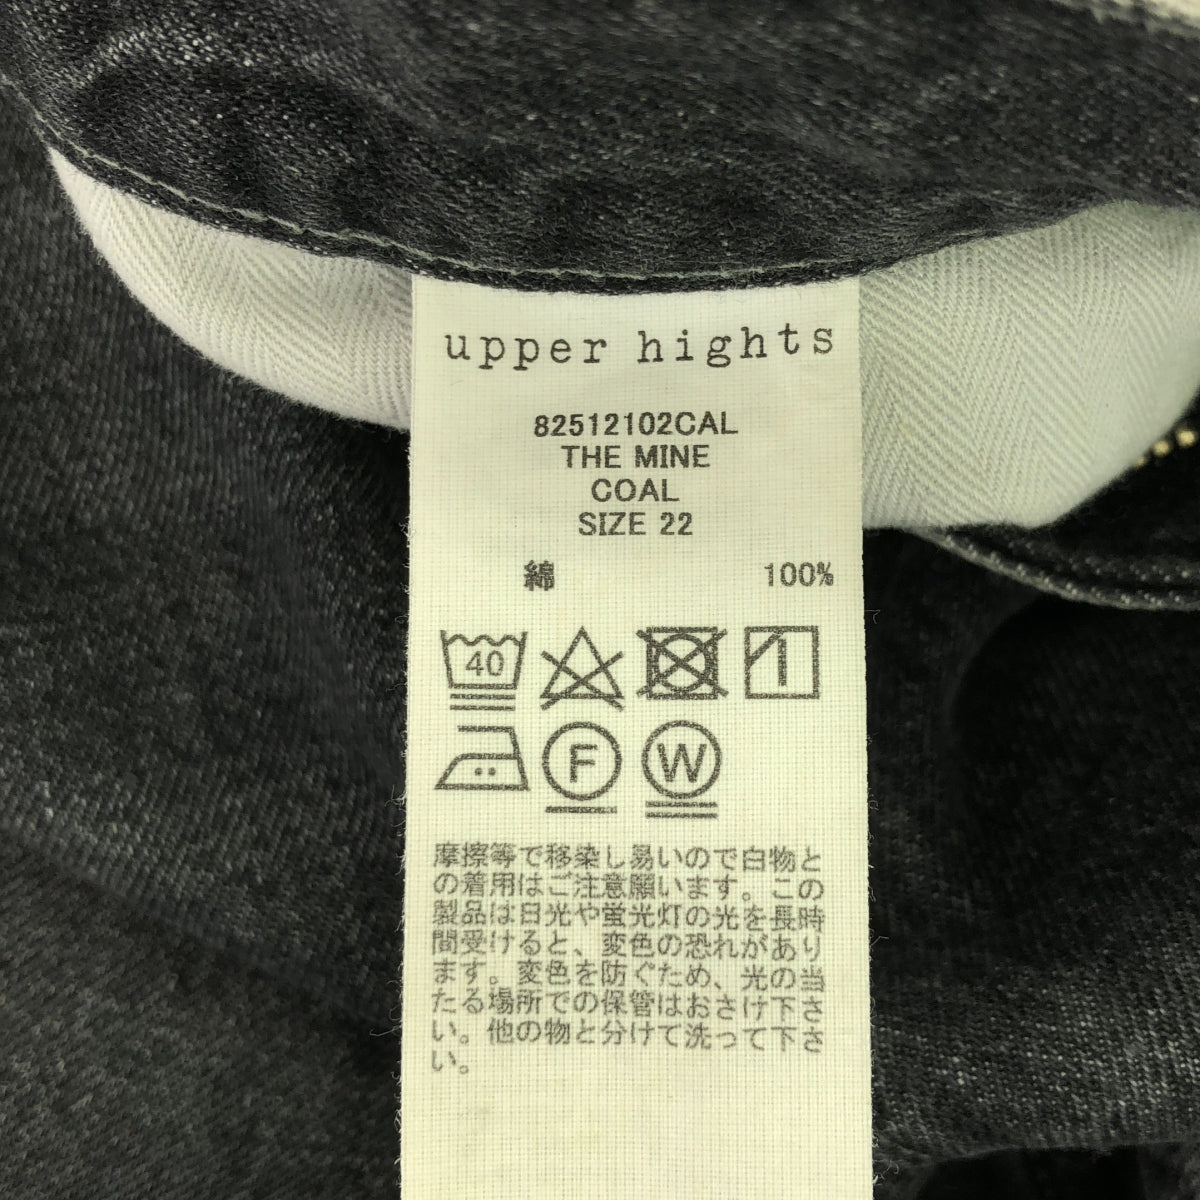 upper hights
82512102CAL
THE MINE
COAL
SIZE 22
綿 100%
40
F W
摩擦等で移染し易いので白物と
の着用はご注意願います。この
製品は日光や蛍光灯の光を長時
間受けると、変色の恐れがあり
ます。変色を防ぐため、光の当
たる場所での保管はおさけ下さ
い。他の物と分けて洗って下さ
い。